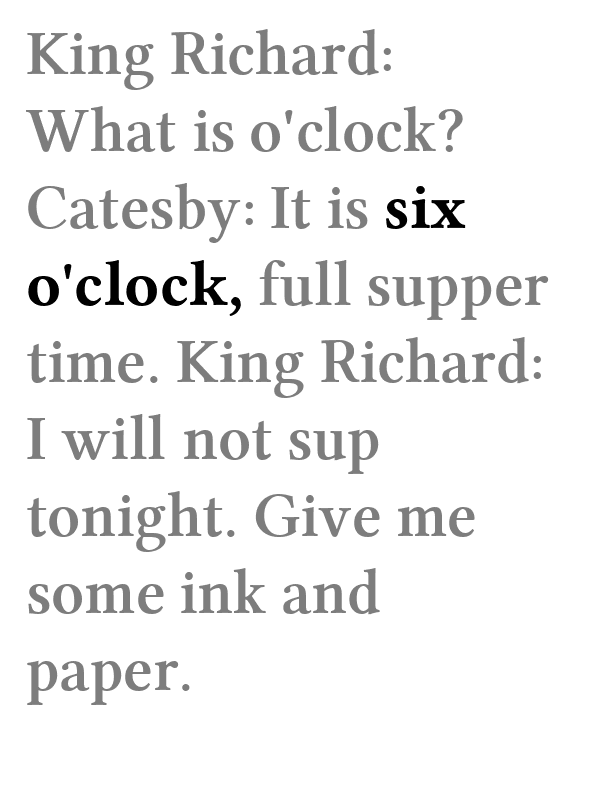 King Richard:
What is o'clock?
Catesby: It is six
o'clock, full supper
time. King Richard:
I will not sup
tonight. Give me
some ink and
paper.